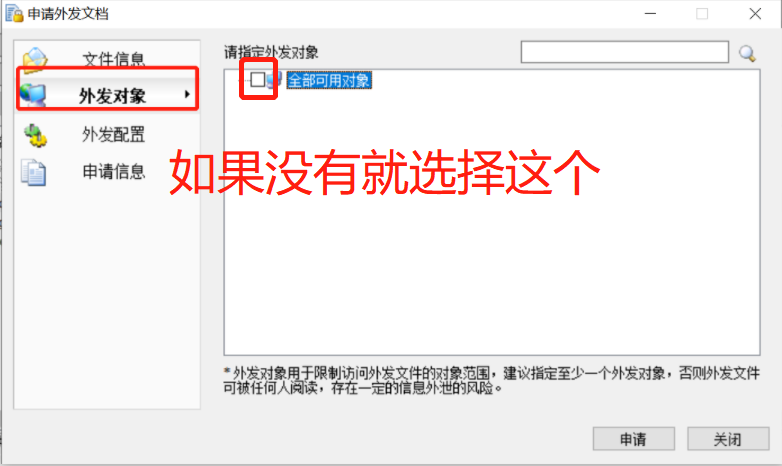 申请外发文档
文件信息
外发对象
外发配置
申请信息
请指定外发对象
全部可用对象
如果没有就选择这个
* 外发对象用于限制访问外发文件的对象范围，建议指定至少一个外发对象，否则外发文件
可被任何人阅读，存在一定的信息外泄的风险。
申请
关闭